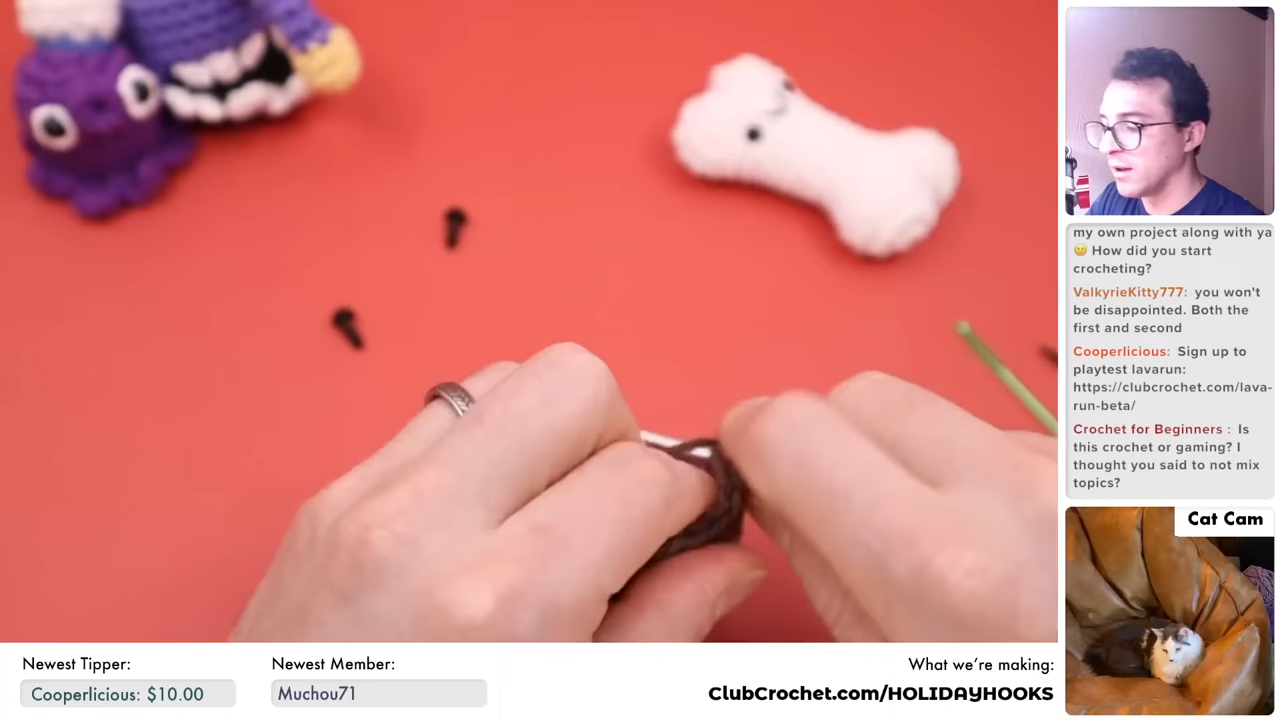 my own project along with ya
🙂 How did you start
crocheting?
ValkyrieKitty777: you won't
be disappointed. Both the
first and second
Cooperlicious: Sign up to
playtest lavarun:
https://clubcrochet.com/lava-
run-beta/
Crochet for Beginners : Is
this crochet or gaming? I
thought you said to not mix
topics?
Cat Cam
Newest Tipper:
Cooperlicious: $10.00
Newest Member:
Muchou71
What we're making:
ClubCrochet.com/HOLIDAYHOOKS